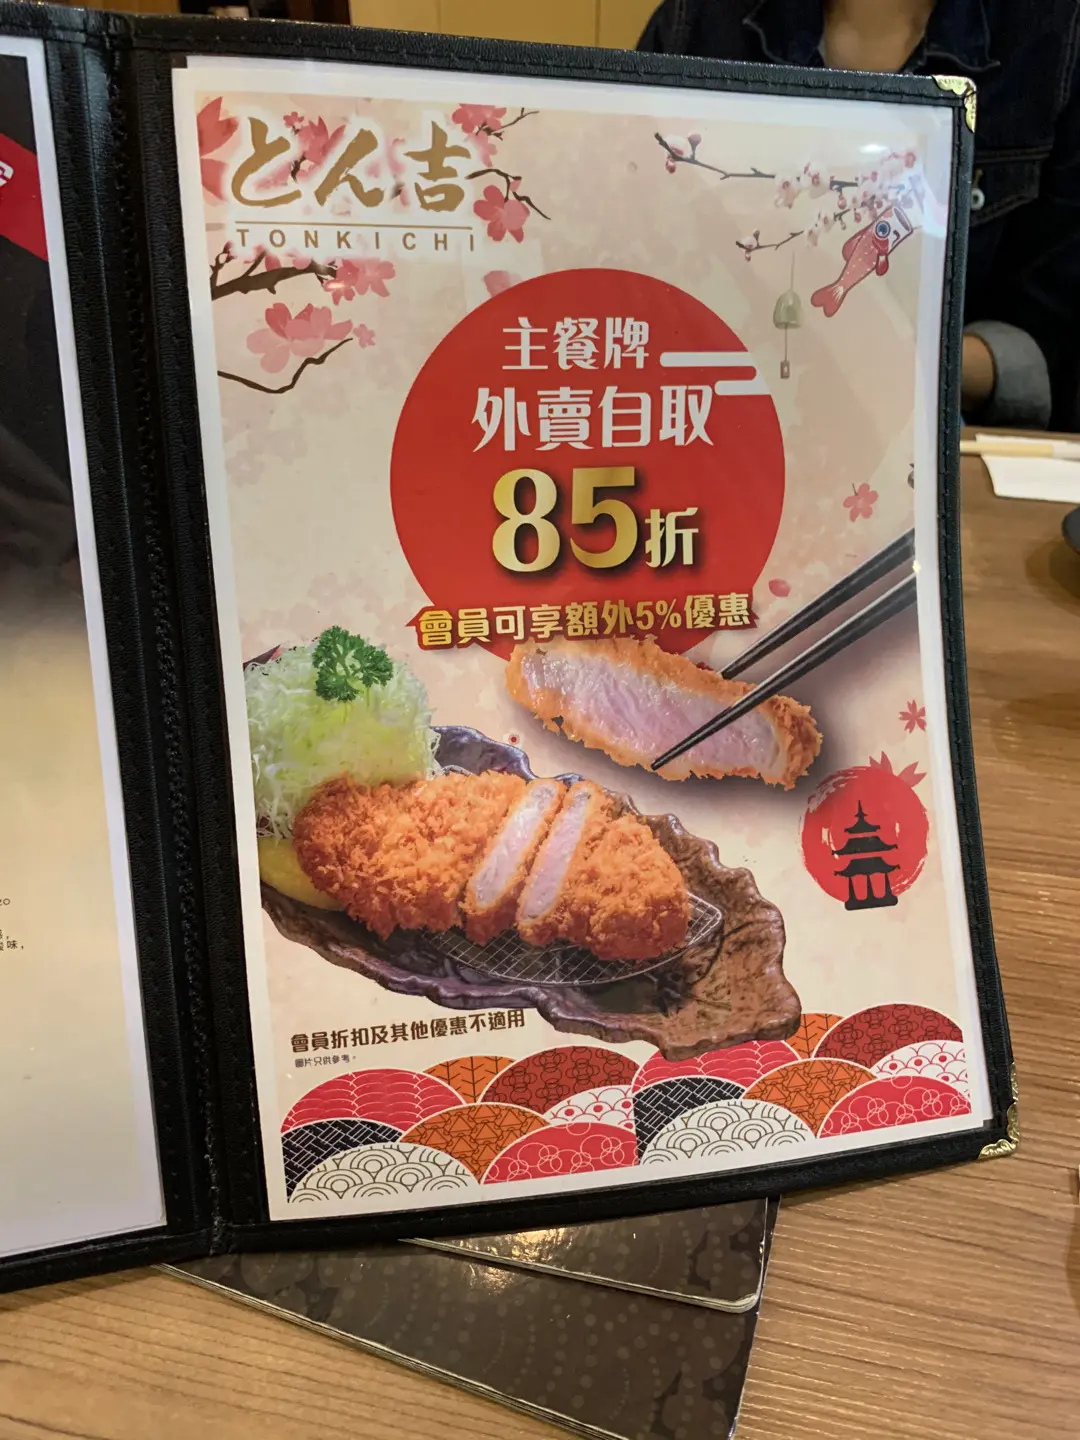 とん吉
TONKICHI
主餐牌
外賣自取
85折
會員可享額外5%優惠
會員折扣及其他優惠不適用
圖片只供參考。